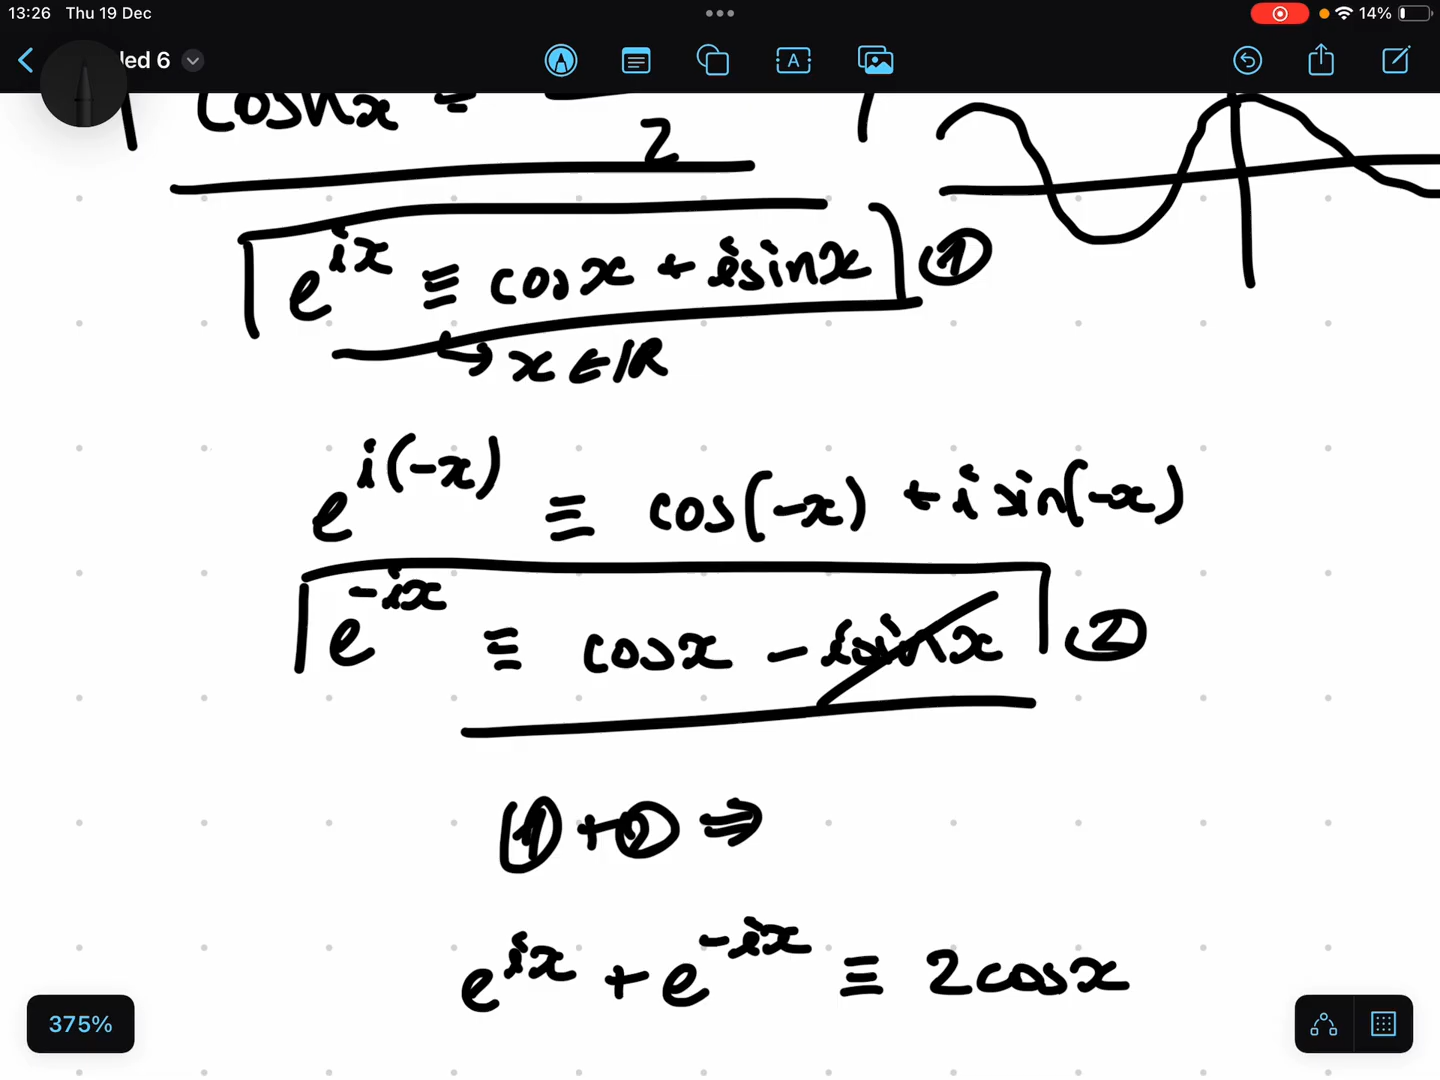 13:26 Thu 19 Dec 14%
led 6
A
coshx ≡ 2
e^{ix} ≡ cosx + isinx ①
↪ x ∈ ℝ
e^{i(-x)} ≡ cos(-x) + i sin(-x)
e^{-ix} ≡ cosx - isinx ②
① + ② ⇒
e^{ix} + e^{-ix} ≡ 2cosx
375%